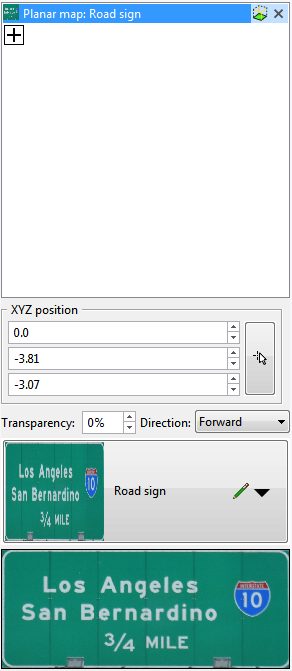 Planar map: Road sign
XYZ position
0.0
-3.81
-3.07
Transparency: 0% Direction: Forward
Los Angeles
San Bernardino
10
3/4 MILE
Road sign
Los Angeles
San Bernardino
INTERSTATE
10
3/4 MILE